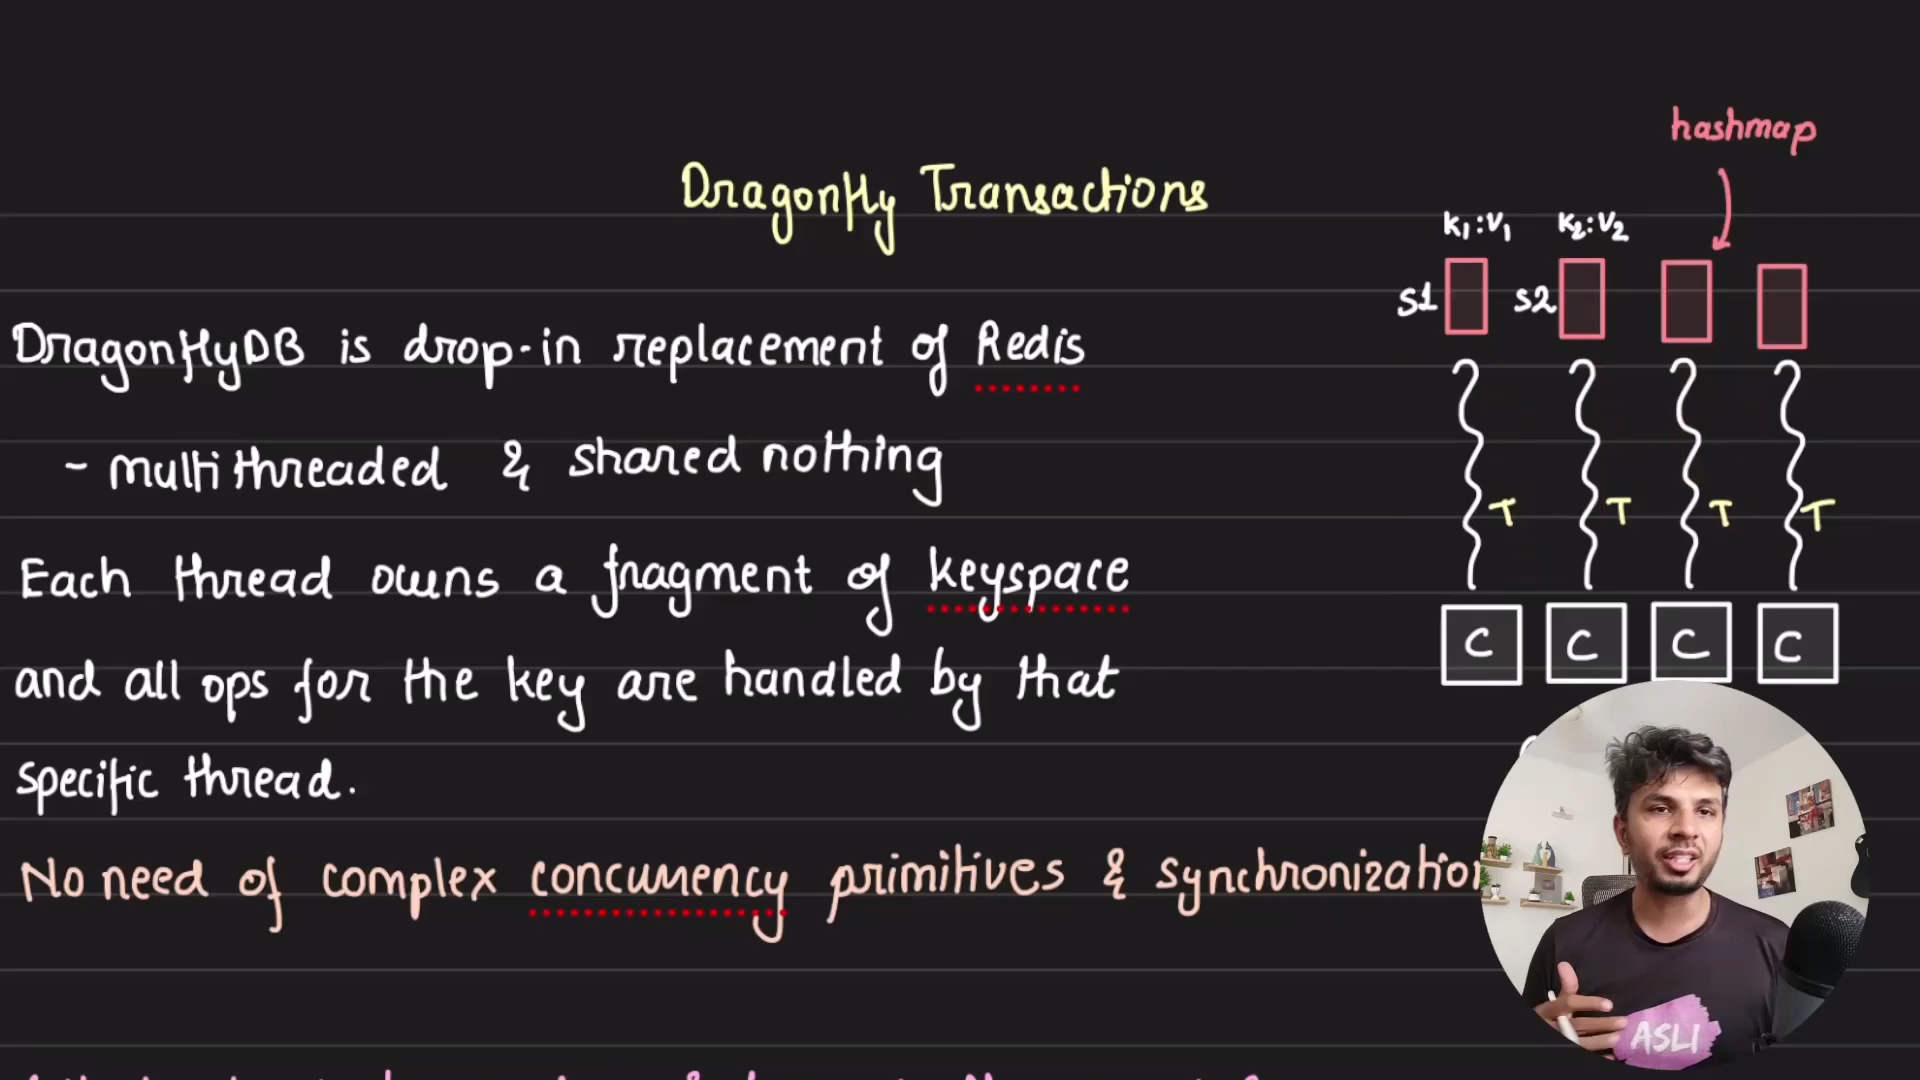 hashmap
Dragonfly Transactions
K1:V1 K2:V2
S1 S2
DragonflyDB is drop-in replacement of Redis
- multithreaded & shared nothing
T T T T
Each thread owns a fragment of keyspace
C C C C
and all ops for the key are handled by that
specific thread.
No need of complex concurrency primitives & synchronization
ASLI